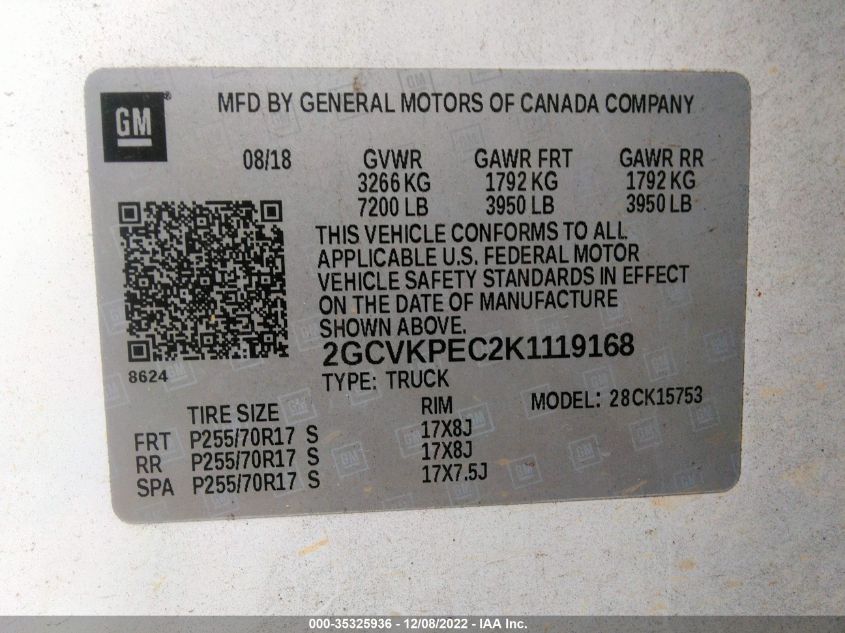 GM
MFD BY GENERAL MOTORS OF CANADA COMPANY
08/18 GVWR GAWR FRT GAWR RR
3266 KG 1792 KG 1792 KG
7200 LB 3950 LB 3950 LB
THIS VEHICLE CONFORMS TO ALL
APPLICABLE U.S. FEDERAL MOTOR
VEHICLE SAFETY STANDARDS IN EFFECT
ON THE DATE OF MANUFACTURE
SHOWN ABOVE.
2GCVKPEC2K1119168
8624
TYPE: TRUCK
MODEL: 28CK15753
TIRE SIZE RIM
FRT P255/70R17 S 17X8J
RR P255/70R17 S 17X8J
SPA P255/70R17 S 17X7.5J
000-35325936 - 12/08/2022 - IAA Inc.